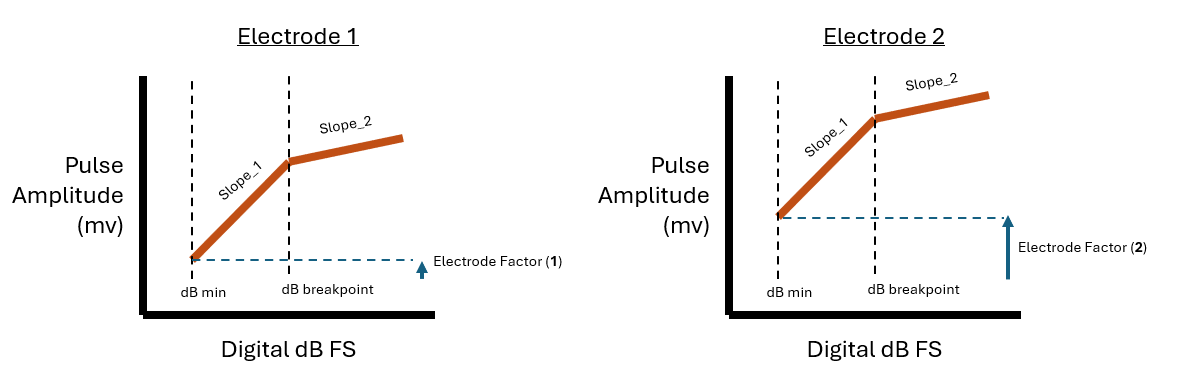 Electrode 1
Slope_2
Slope_1
Pulse
Amplitude
(mv)
Electrode Factor (1)
dB min
dB breakpoint
Digital dB FS
Electrode 2
Slope_2
Slope_1
Pulse
Amplitude
(mv)
Electrode Factor (2)
dB min
dB breakpoint
Digital dB FS